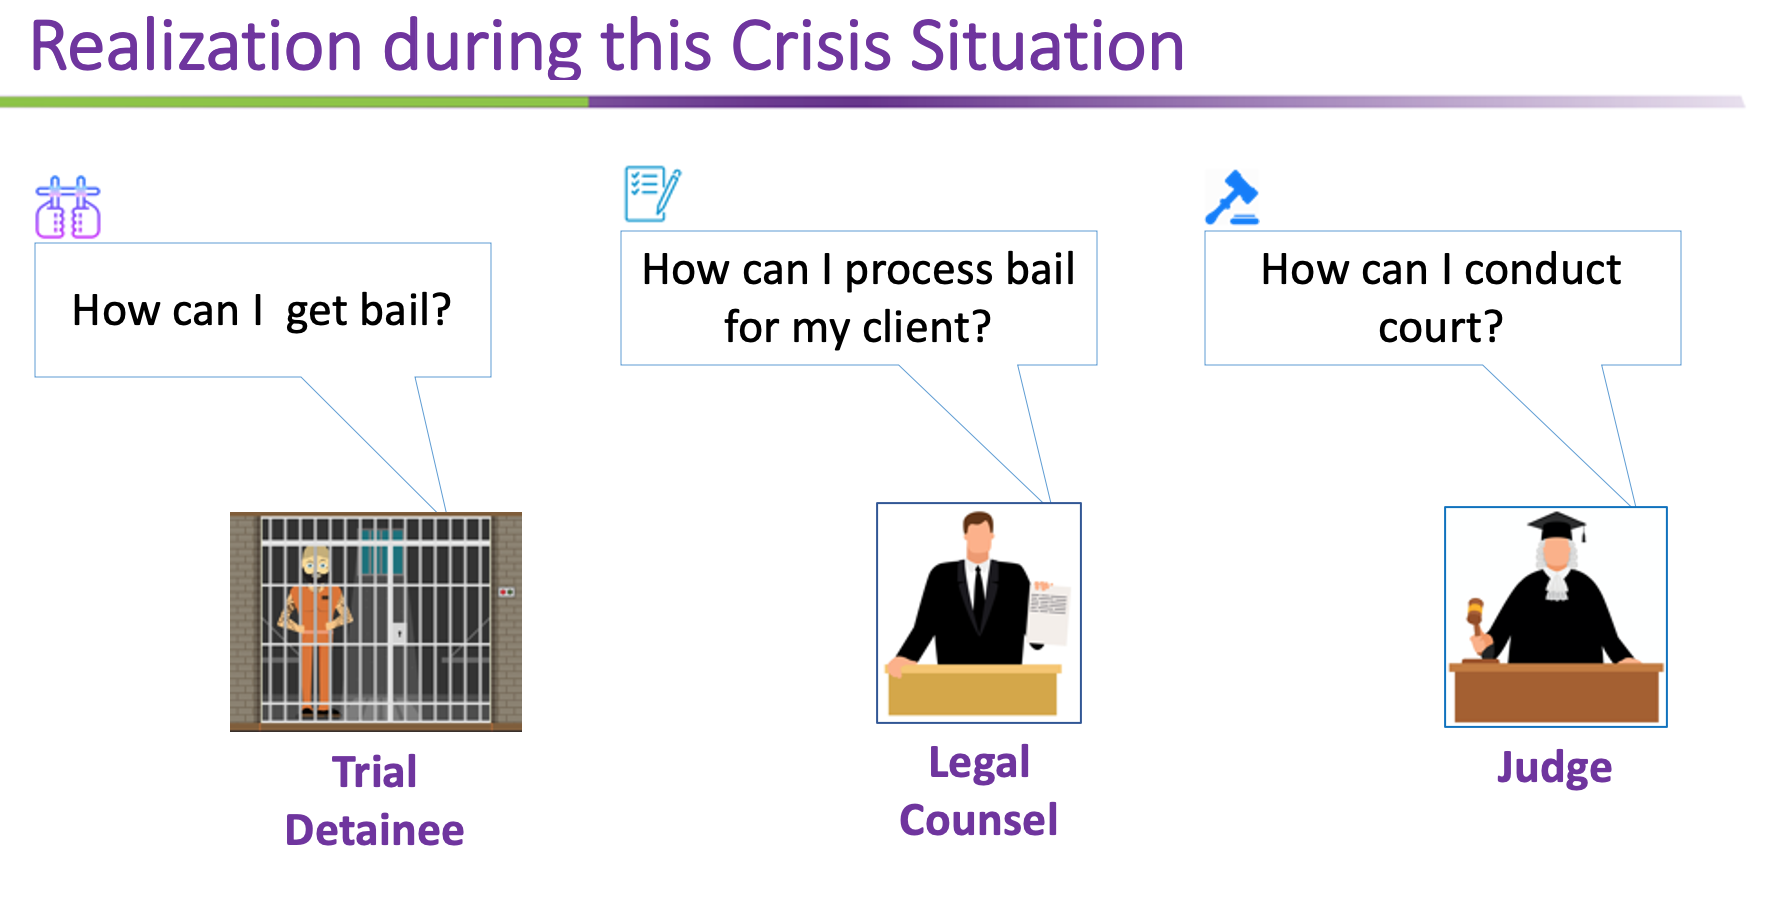 Realization during this Crisis Situation
How can I  get bail?
How can I process bail
for my client?
How can I conduct
court?
Trial
Detainee
Legal
Counsel
Judge